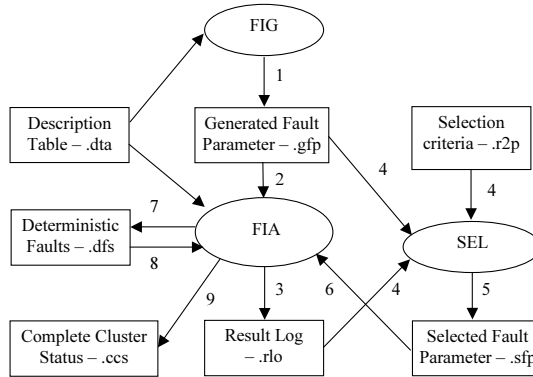 FIG
1
Description
Table – .dta
Generated Fault
Parameter - .gfp
Selection
criteria - .r2p
2
4
4
7
Deterministic
Faults – .dfs
FIA
SEL
8
9
3
6
4
5
Complete Cluster
Status – .ccs
Result Log
– .rlo
Selected Fault
Parameter - .sfp